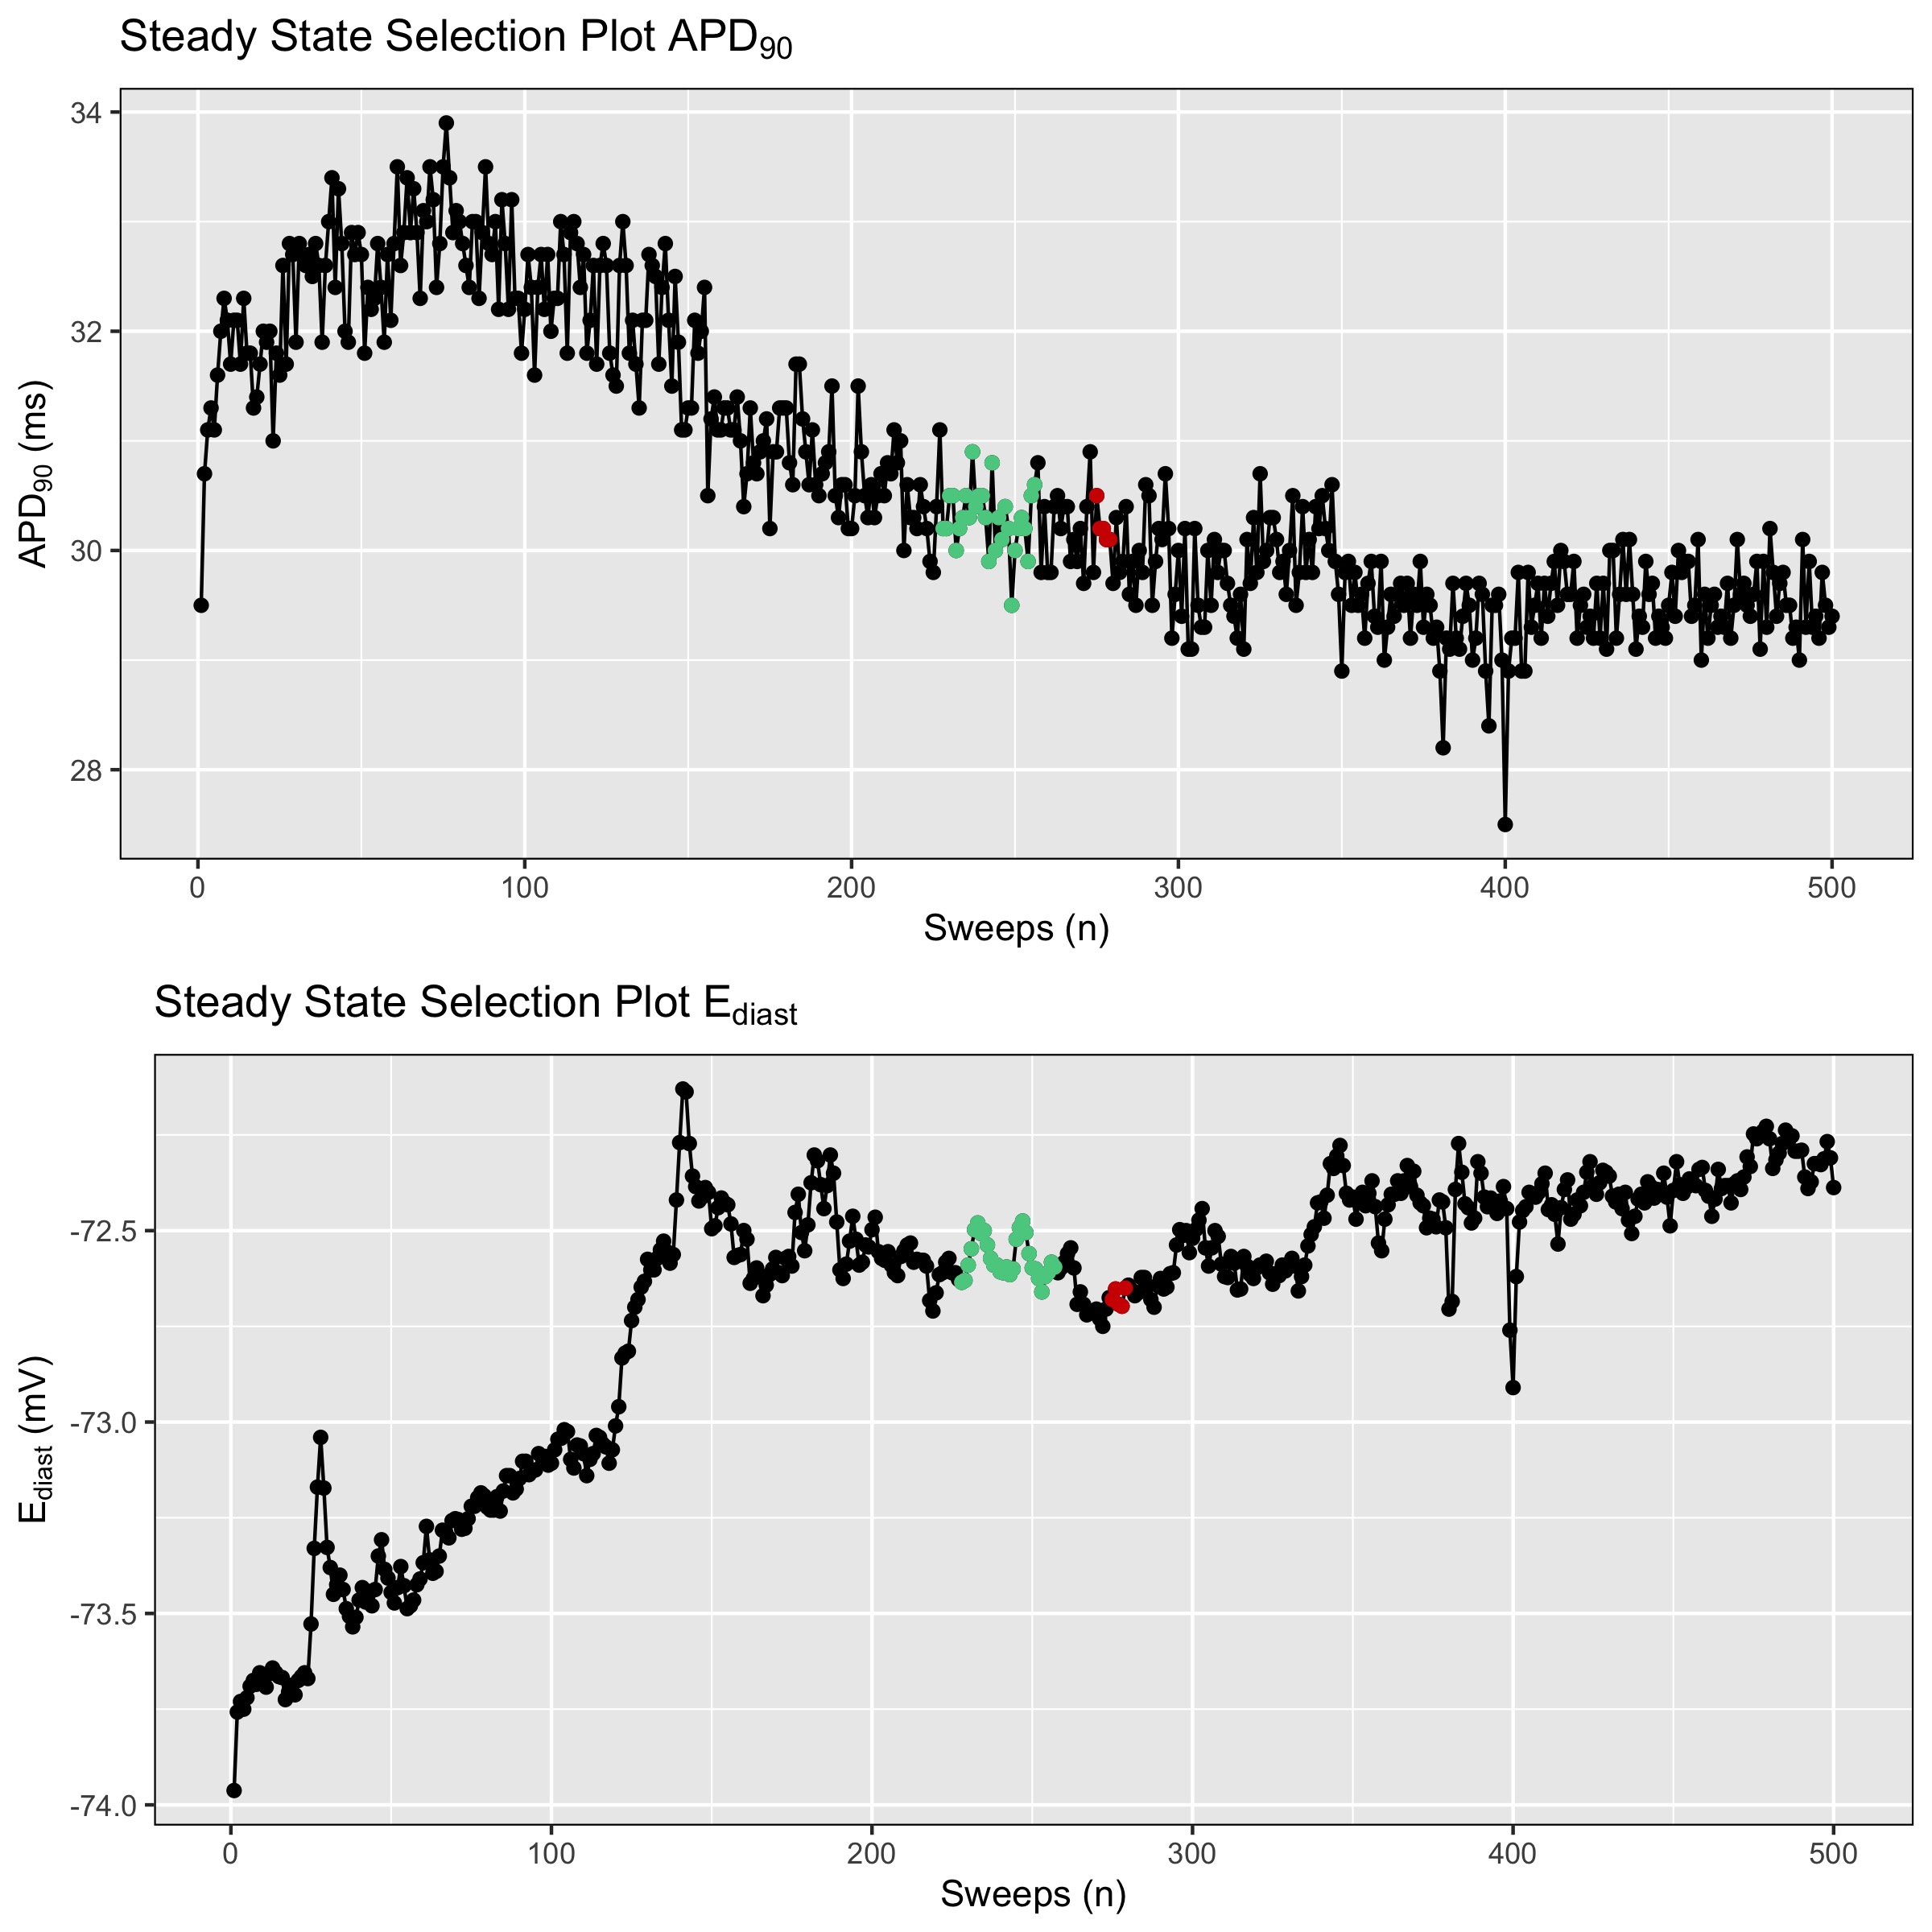 Steady State Selection Plot APD90
34
32
30
28
APD90 (ms)
0 100 200 300 400 500
Sweeps (n)
Steady State Selection Plot Ediast
-72.5
-73.0
-73.5
-74.0
Ediast (mV)
0 100 200 300 400 500
Sweeps (n)